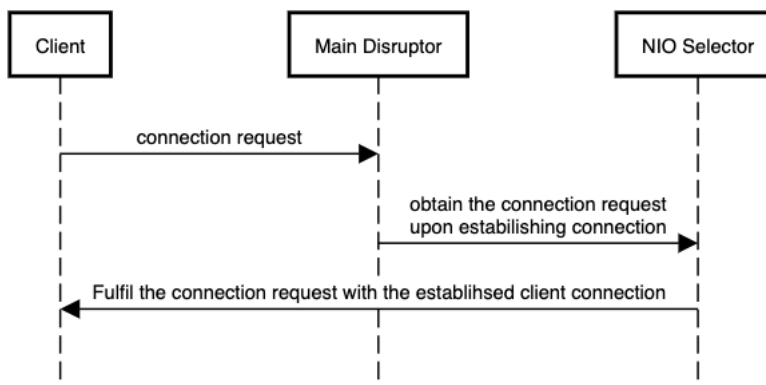 Client
Main Disruptor
NIO Selector
connection request
obtain the connection request
upon estabilishing connection
Fulfil the connection request with the establihsed client connection